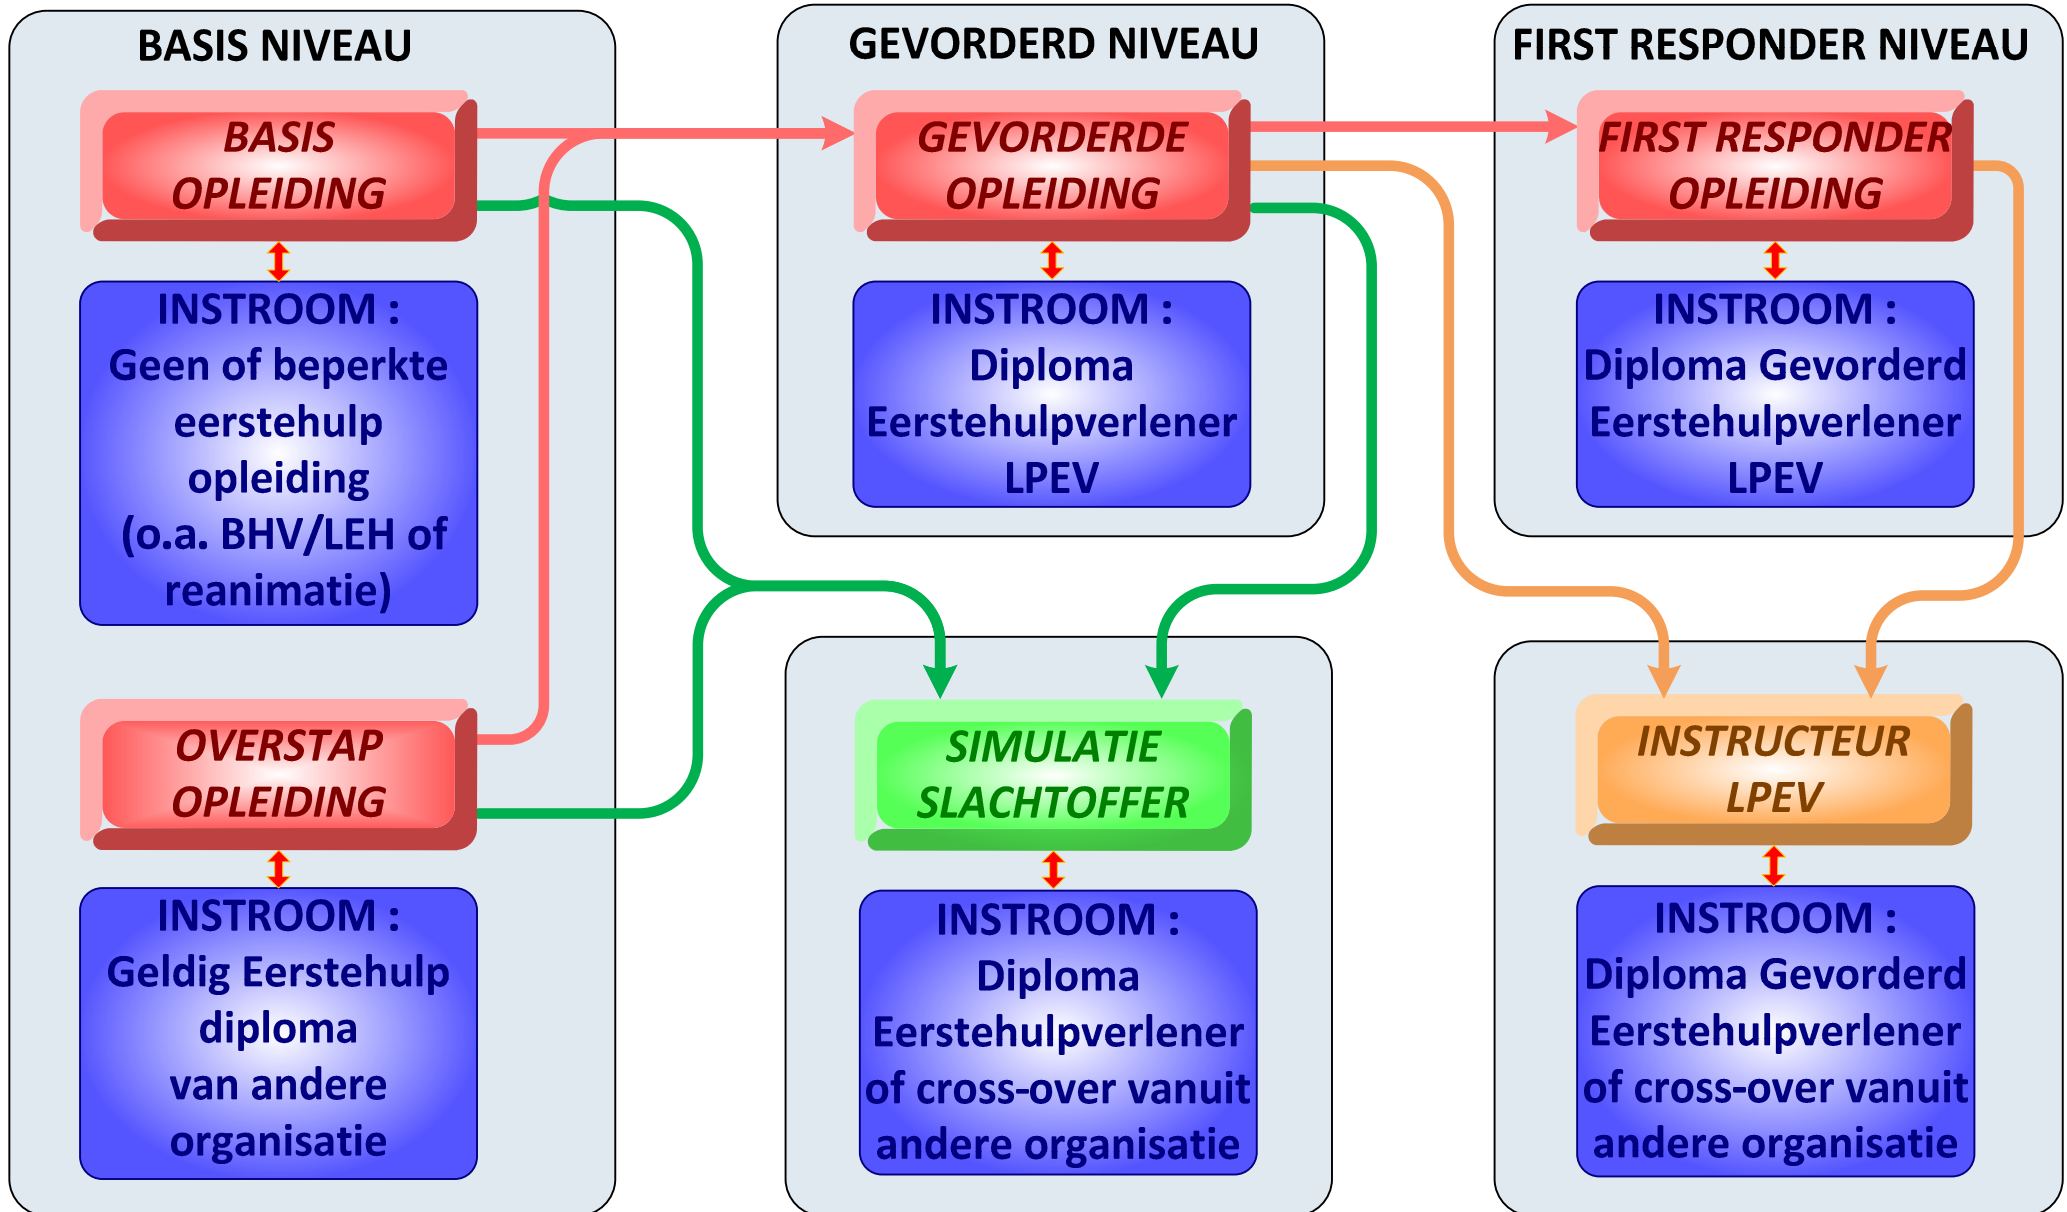 BASIS NIVEAU
BASIS
OPLEIDING
INSTROOM :
Geen of beperkte
eerstehulp
opleiding
(o.a. BHV/LEH of
reanimatie)
OVERSTAP
OPLEIDING
INSTROOM :
Geldig Eerstehulp
diploma
van andere
organisatie
GEVORDERD NIVEAU
GEVORDERDE
OPLEIDING
INSTROOM :
Diploma
Eerstehulpverlener
LPEV
SIMULATIE
SLACHTOFFER
INSTROOM :
Diploma
Eerstehulpverlener
of cross-over vanuit
andere organisatie
FIRST RESPONDER NIVEAU
FIRST RESPONDER
OPLEIDING
INSTROOM :
Diploma Gevorderd
Eerstehulpverlener
LPEV
INSTRUCTEUR
LPEV
INSTROOM :
Diploma Gevorderd
Eerstehulpverlener
of cross-over vanuit
andere organisatie